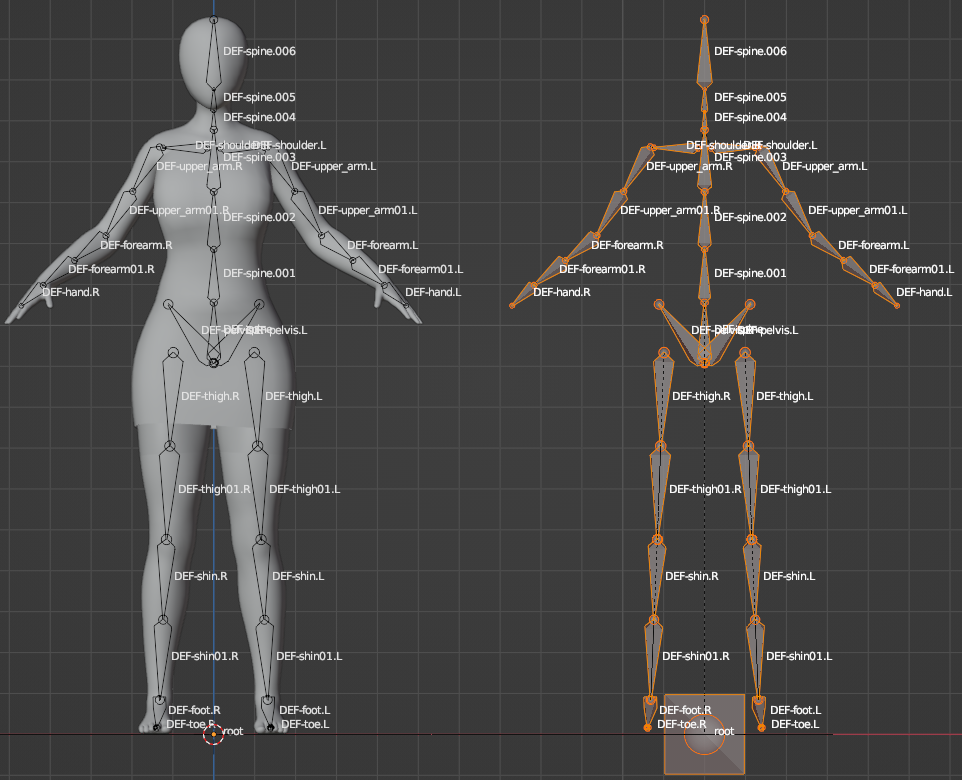 DEF-spine.006
DEF-spine.005
DEF-spine.004
DEF-shoulder.L
DEF-spine.003
DEF-upper_arm.R
DEF-upper_arm.L
DEF-upper_arm01.R
DEF-upper_arm01.L
DEF-spine.002
DEF-forearm.R
DEF-forearm.L
DEF-forearm01.R
DEF-forearm01.L
DEF-spine.001
DEF-hand.R
DEF-hand.L
DEF-pelvis.L
DEF-thigh.R
DEF-thigh.L
DEF-thigh01.R
DEF-thigh01.L
DEF-shin.R
DEF-shin.L
DEF-shin01.R
DEF-shin01.L
DEF-foot.R
DEF-foot.L
DEF-toe.R
DEF-toe.L
root
DEF-spine.006
DEF-spine.005
DEF-spine.004
DEF-shoulder.L
DEF-spine.003
DEF-upper_arm.R
DEF-upper_arm.L
DEF-upper_arm01.R
DEF-upper_arm01.L
DEF-spine.002
DEF-forearm.R
DEF-forearm.L
DEF-forearm01.R
DEF-forearm01.L
DEF-spine.001
DEF-hand.R
DEF-hand.L
DEF-pelvis.L
DEF-thigh.R
DEF-thigh.L
DEF-thigh01.R
DEF-thigh01.L
DEF-shin.R
DEF-shin.L
DEF-shin01.R
DEF-shin01.L
DEF-foot.R
DEF-foot.L
DEF-toe.R
DEF-toe.L
root